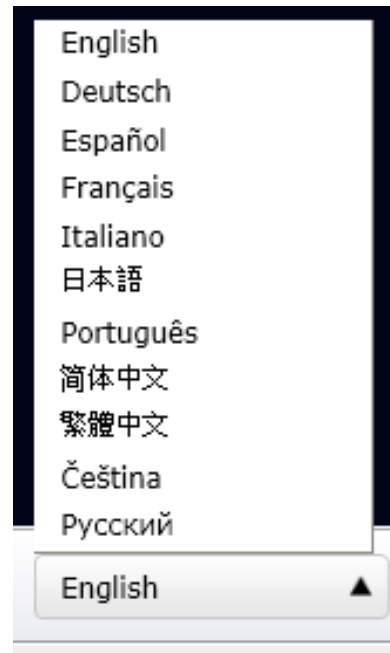 English
Deutsch
Español
Français
Italiano
日本語
Português
简体中文
繁體中文
Čeština
Русский
English